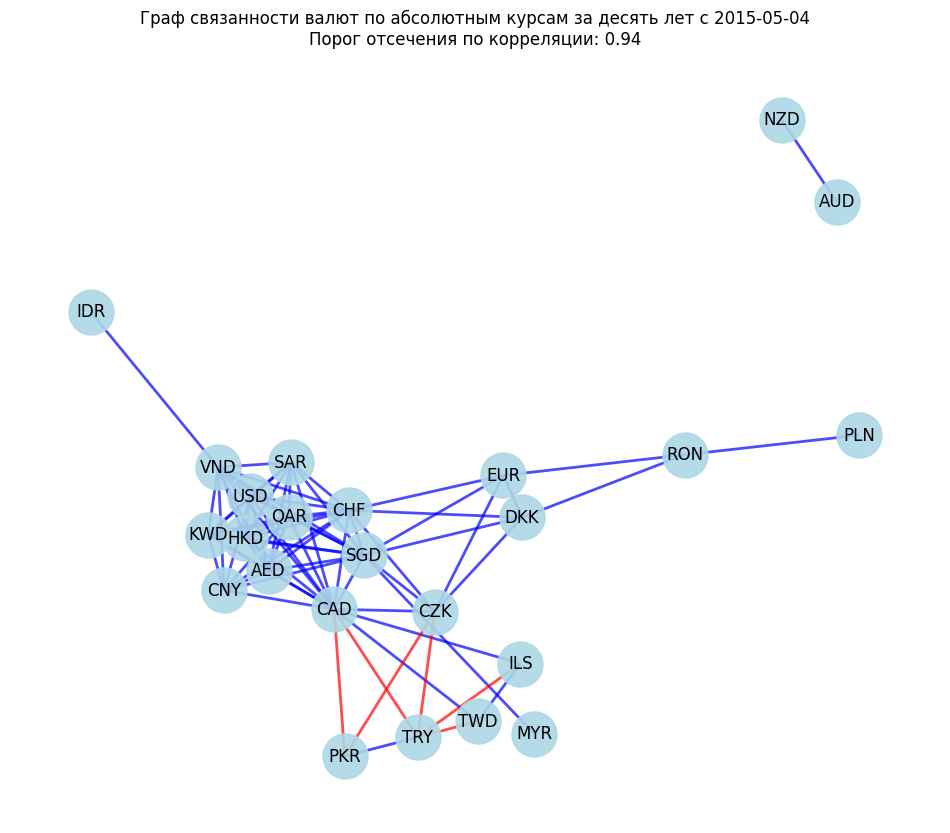 Граф связанности валют по абсолютным курсам за десять лет с 2015-05-04
Порог отсечения по корреляции: 0.94
NZD
AUD
IDR
PLN
RON
VND
SAR
EUR
USD
CHF
QAR
DKK
KWD
HKD
SGD
AED
CNY
CAD
CZK
ILS
TWD
MYR
TRY
PKR